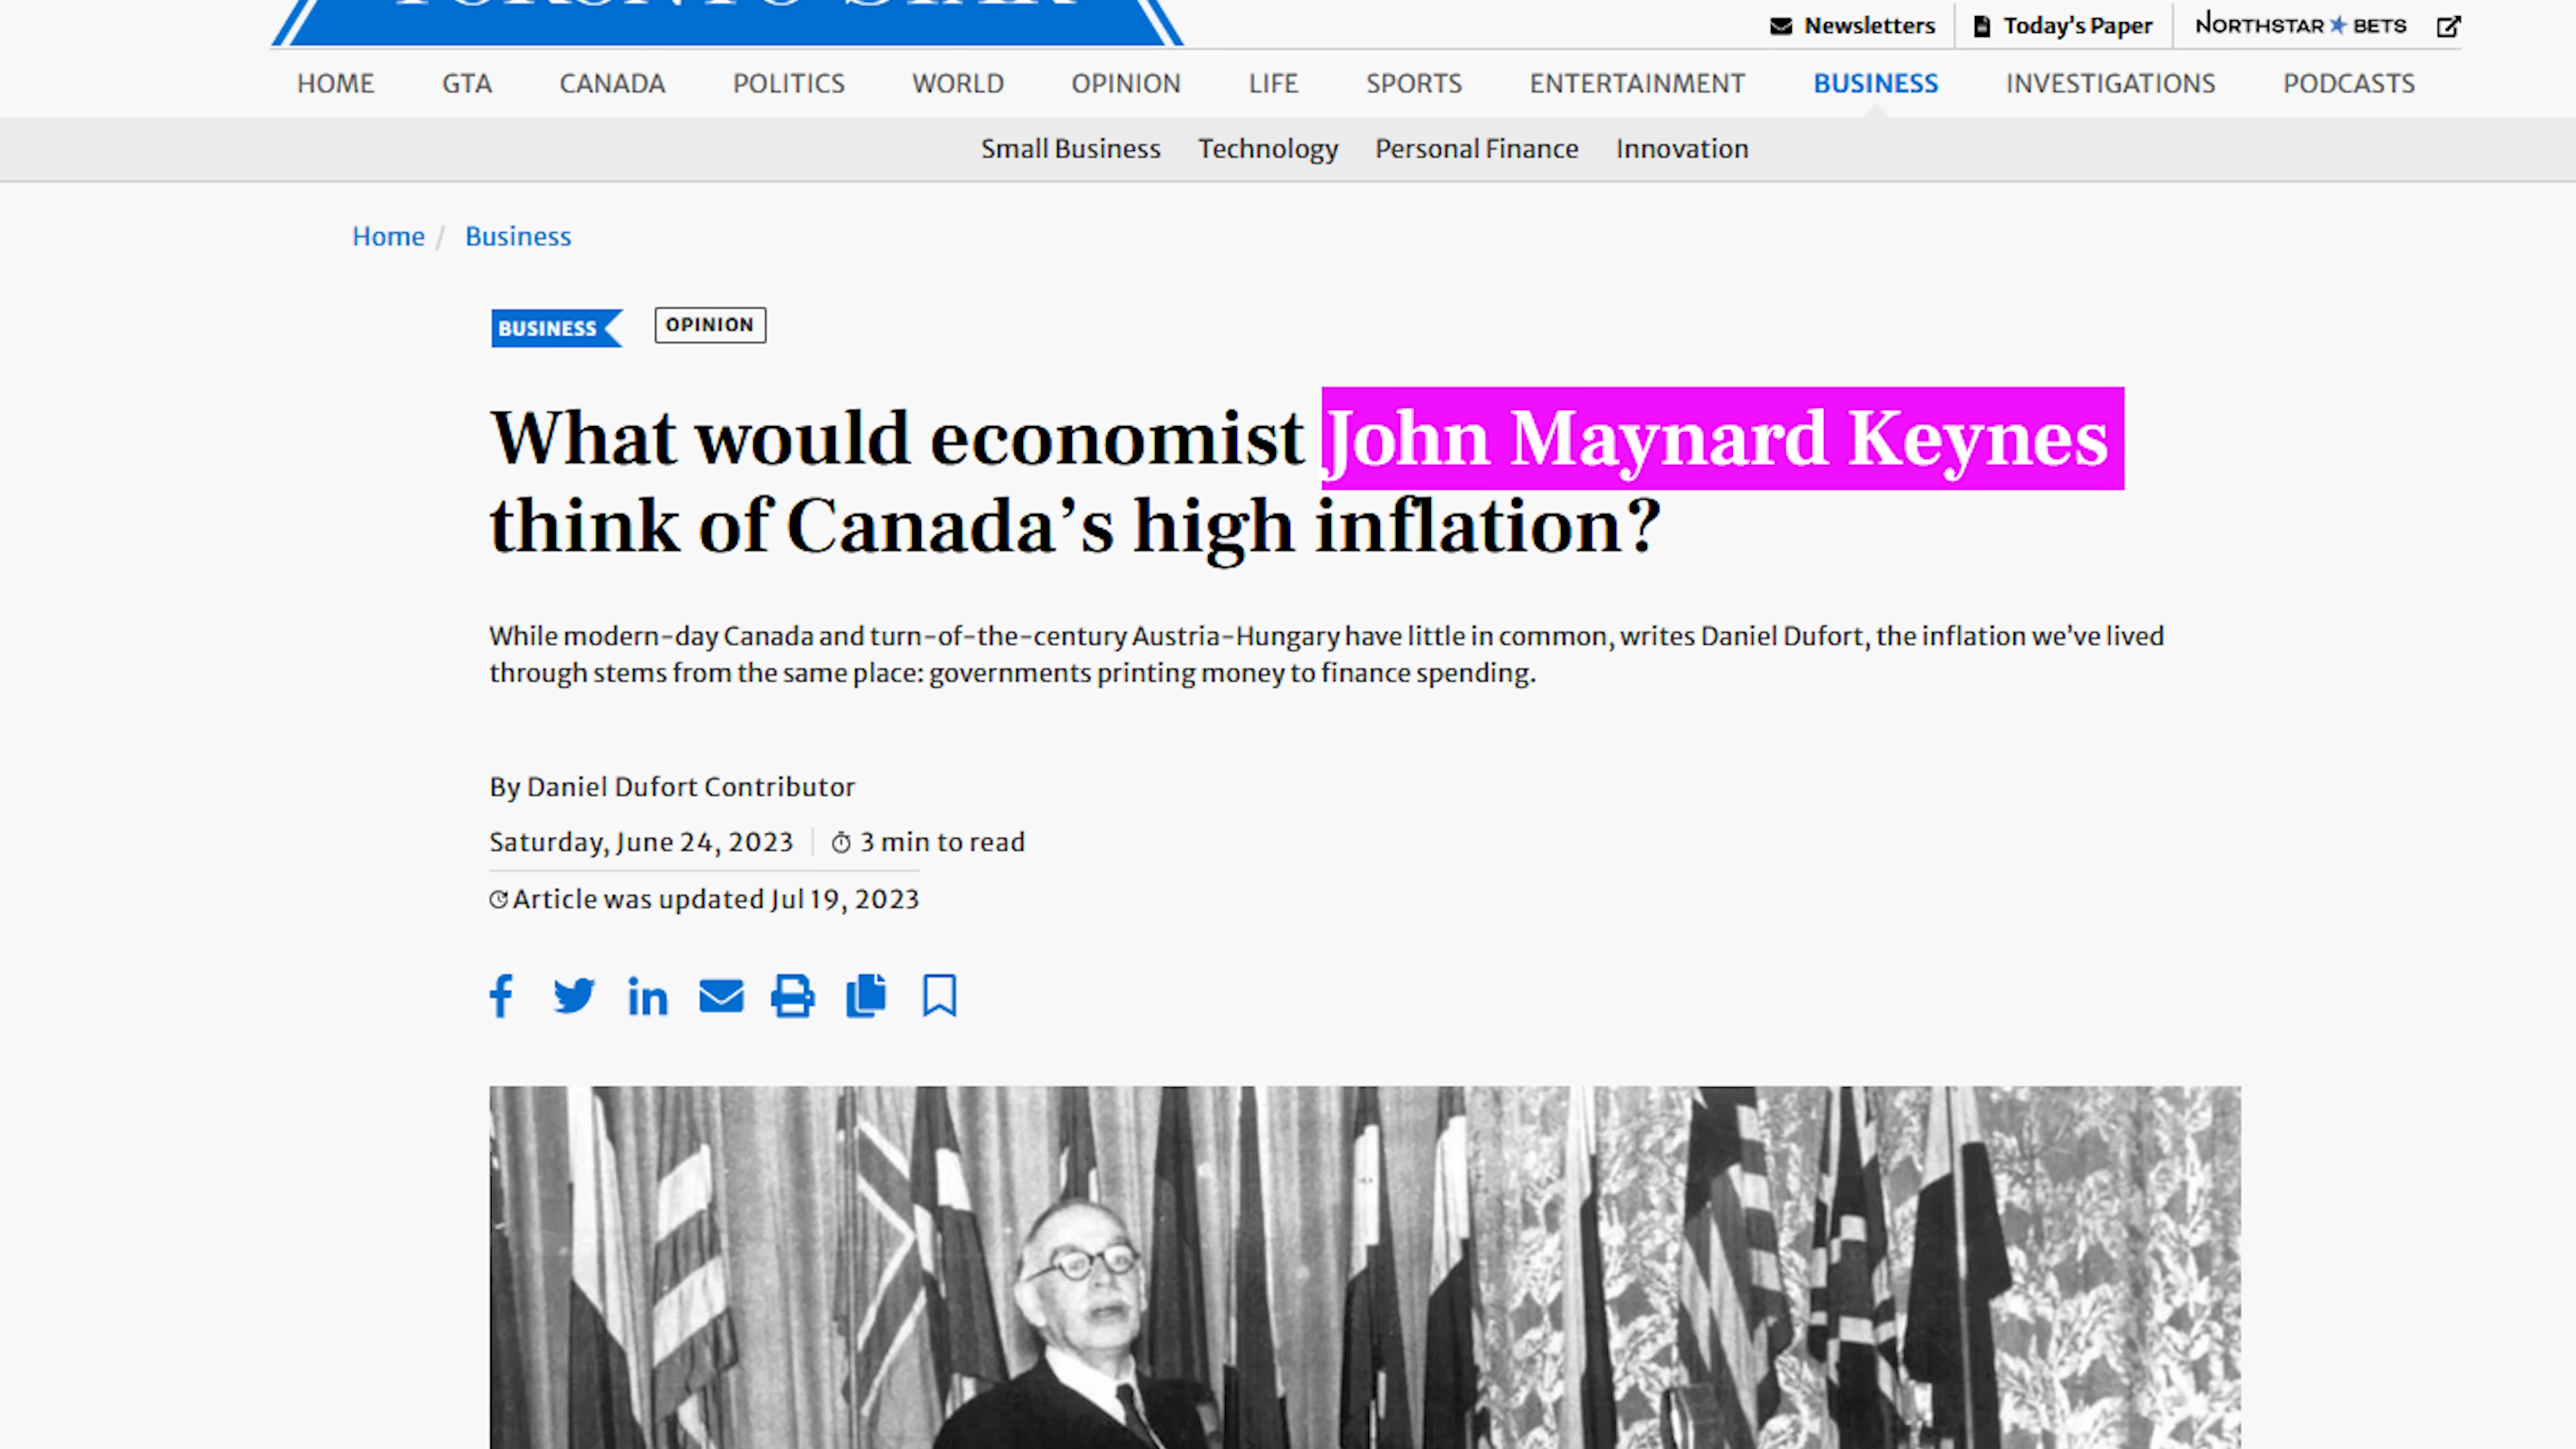 TORONTO STAR
Newsletters
Today's Paper
NORTHSTAR BETS
HOME
GTA
CANADA
POLITICS
WORLD
OPINION
LIFE
SPORTS
ENTERTAINMENT
BUSINESS
INVESTIGATIONS
PODCASTS
Small Business
Technology
Personal Finance
Innovation
Home / Business
BUSINESS
OPINION
What would economist John Maynard Keynes
think of Canada’s high inflation?
While modern-day Canada and turn-of-the-century Austria-Hungary have little in common, writes Daniel Dufort, the inflation we’ve lived
through stems from the same place: governments printing money to finance spending.
By Daniel Dufort Contributor
Saturday, June 24, 2023
3 min to read
Article was updated Jul 19, 2023